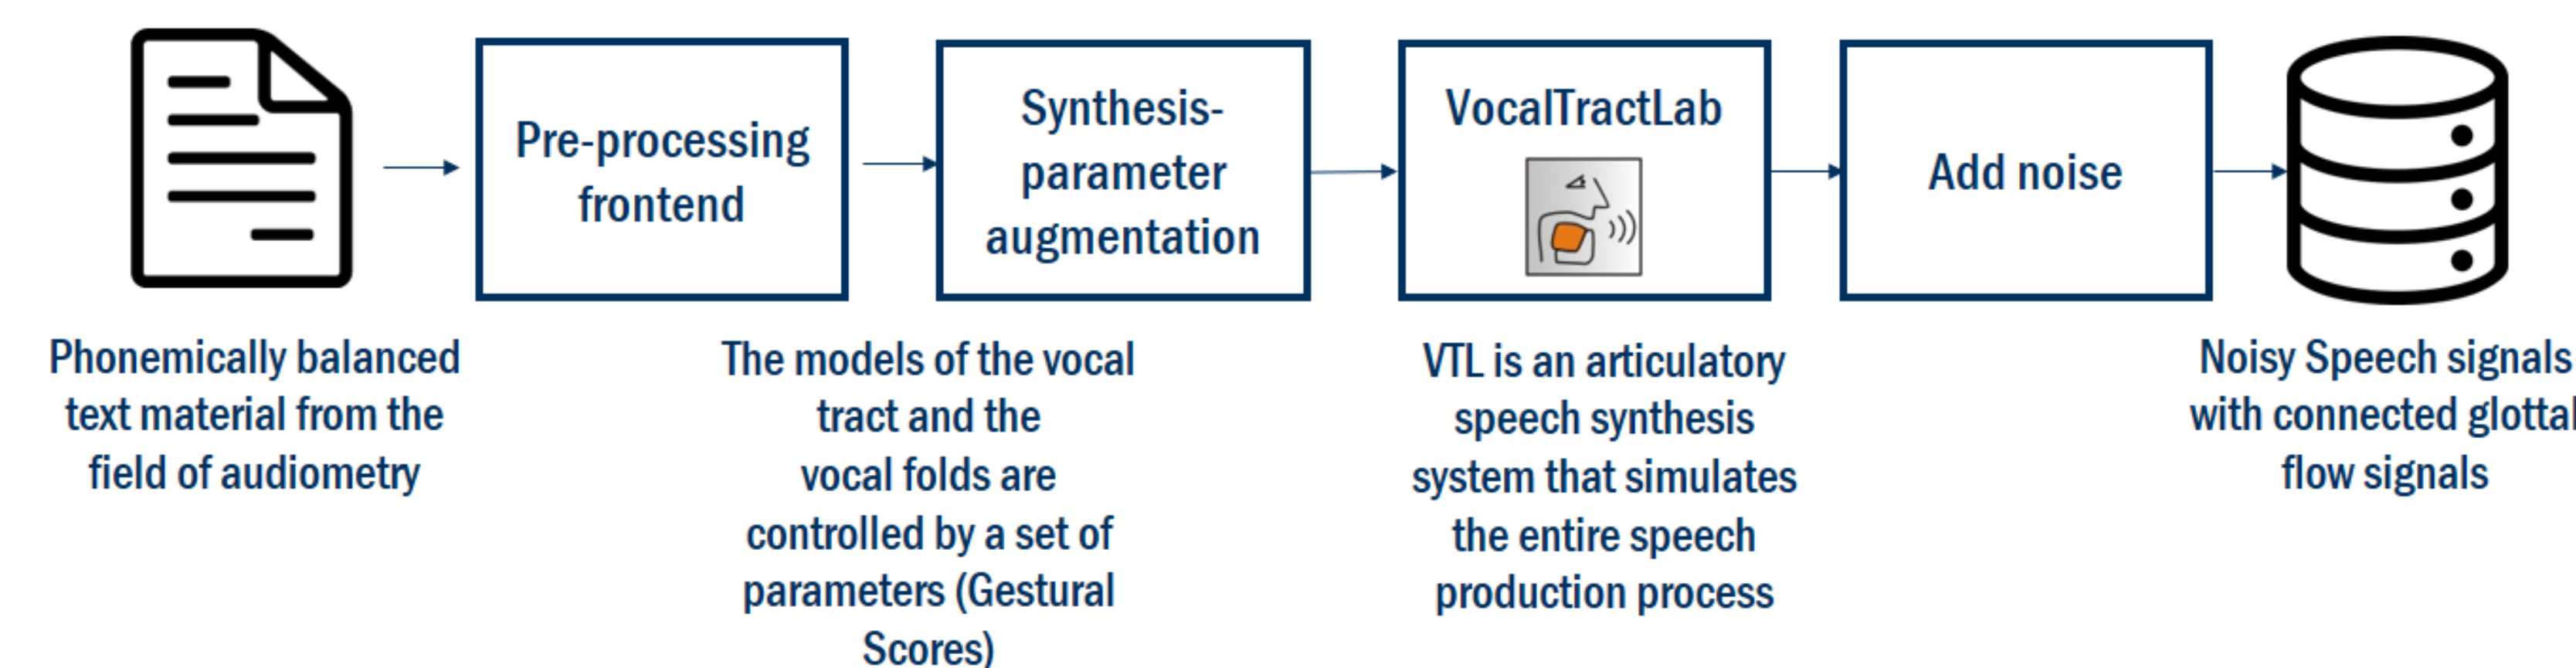 Pre-processing
frontend
Synthesis-
parameter
augmentation
VocalTractLab
Add noise
Phonemically balanced
text material from the
field of audiometry
The models of the vocal
tract and the
vocal folds are
controlled by a set of
parameters (Gestural
Scores)
VTL is an articulatory
speech synthesis
system that simulates
the entire speech
production process
Noisy Speech signals
with connected glottal
flow signals